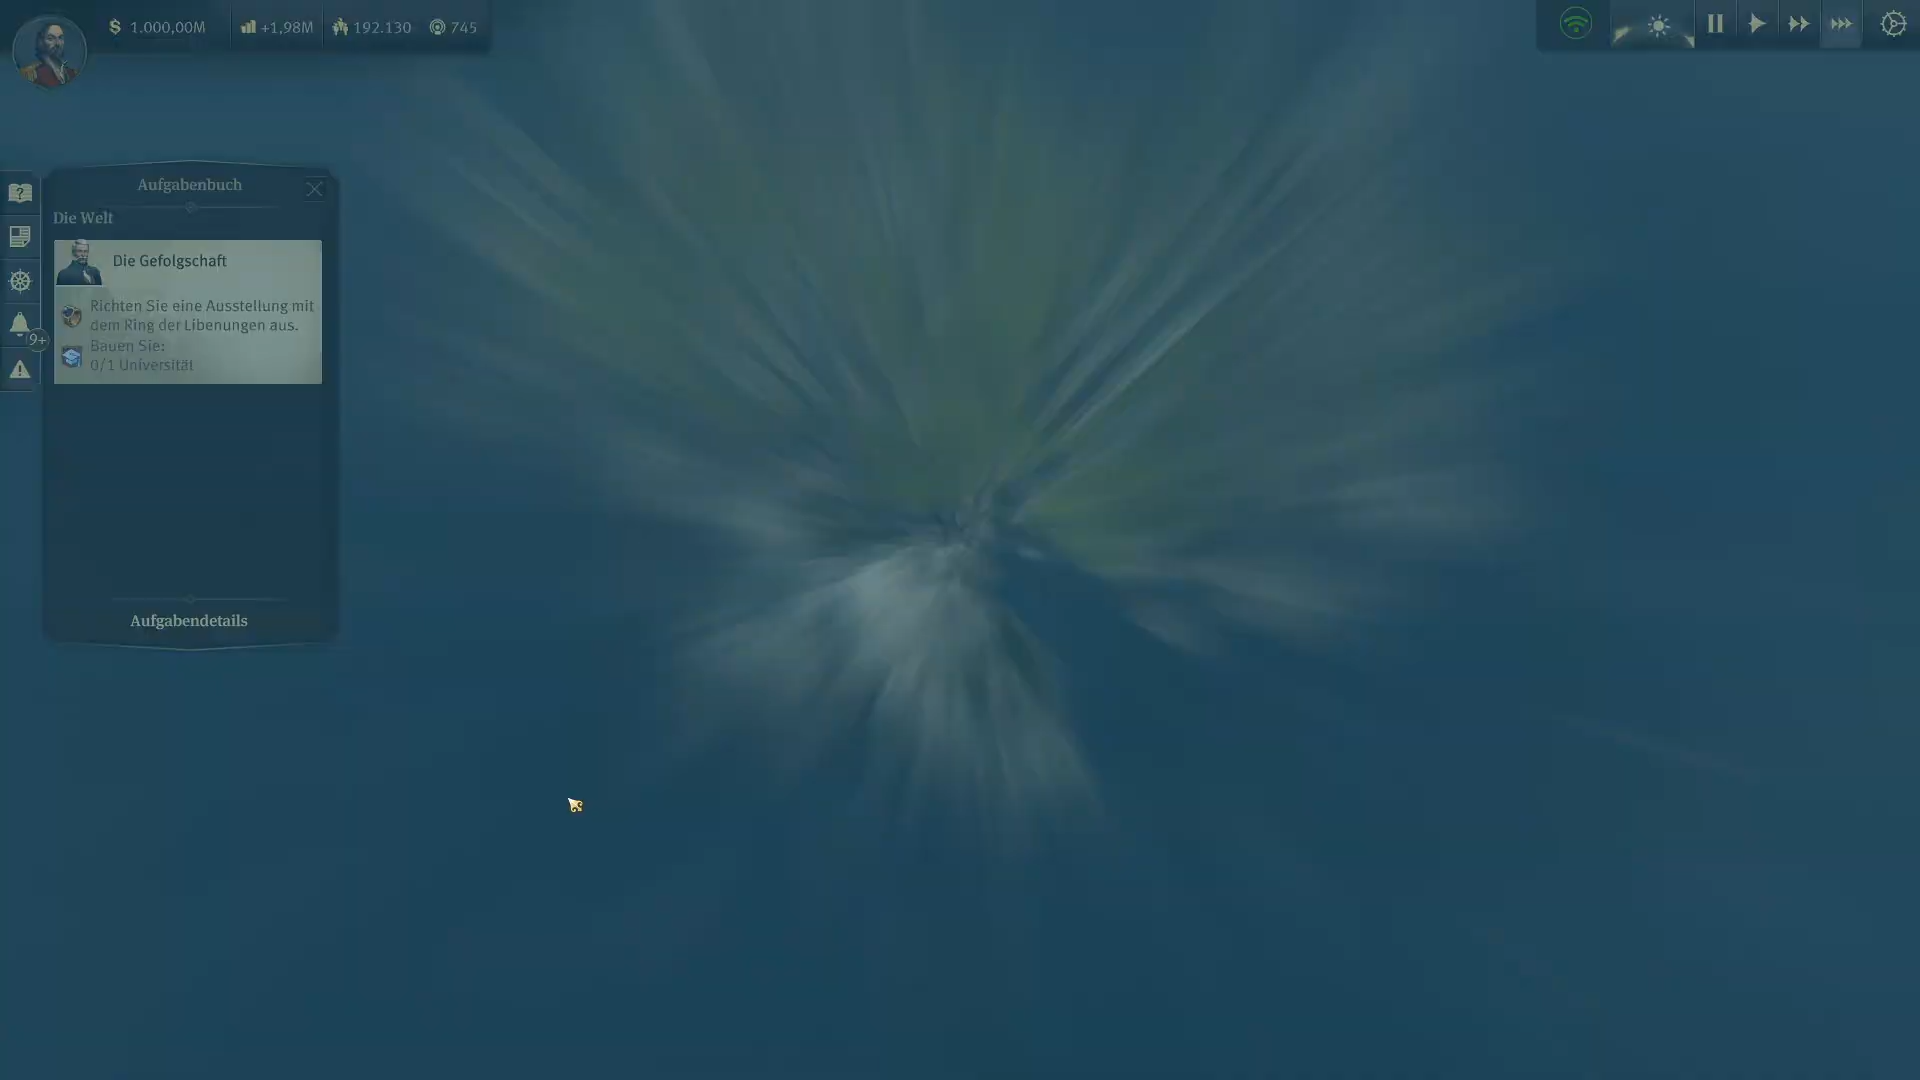 1.000,00M
+1,98M
192.130
745
Aufgabenbuch
Die Welt
Die Gefolgschaft
Richten Sie eine Ausstellung mit
dem Ring der Libenungen aus.
Bauen Sie:
0/1 Universität
9+
Aufgabendetails